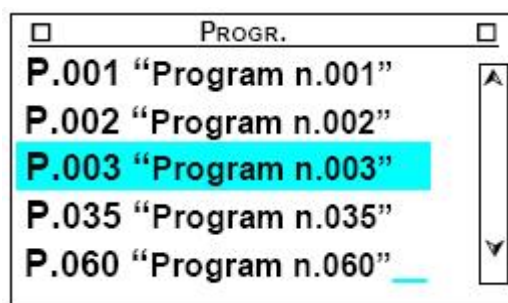 PROGR.
P.001 “Program n.001”
P.002 “Program n.002”
P.003 “Program n.003”
P.035 “Program n.035”
P.060 “Program n.060”